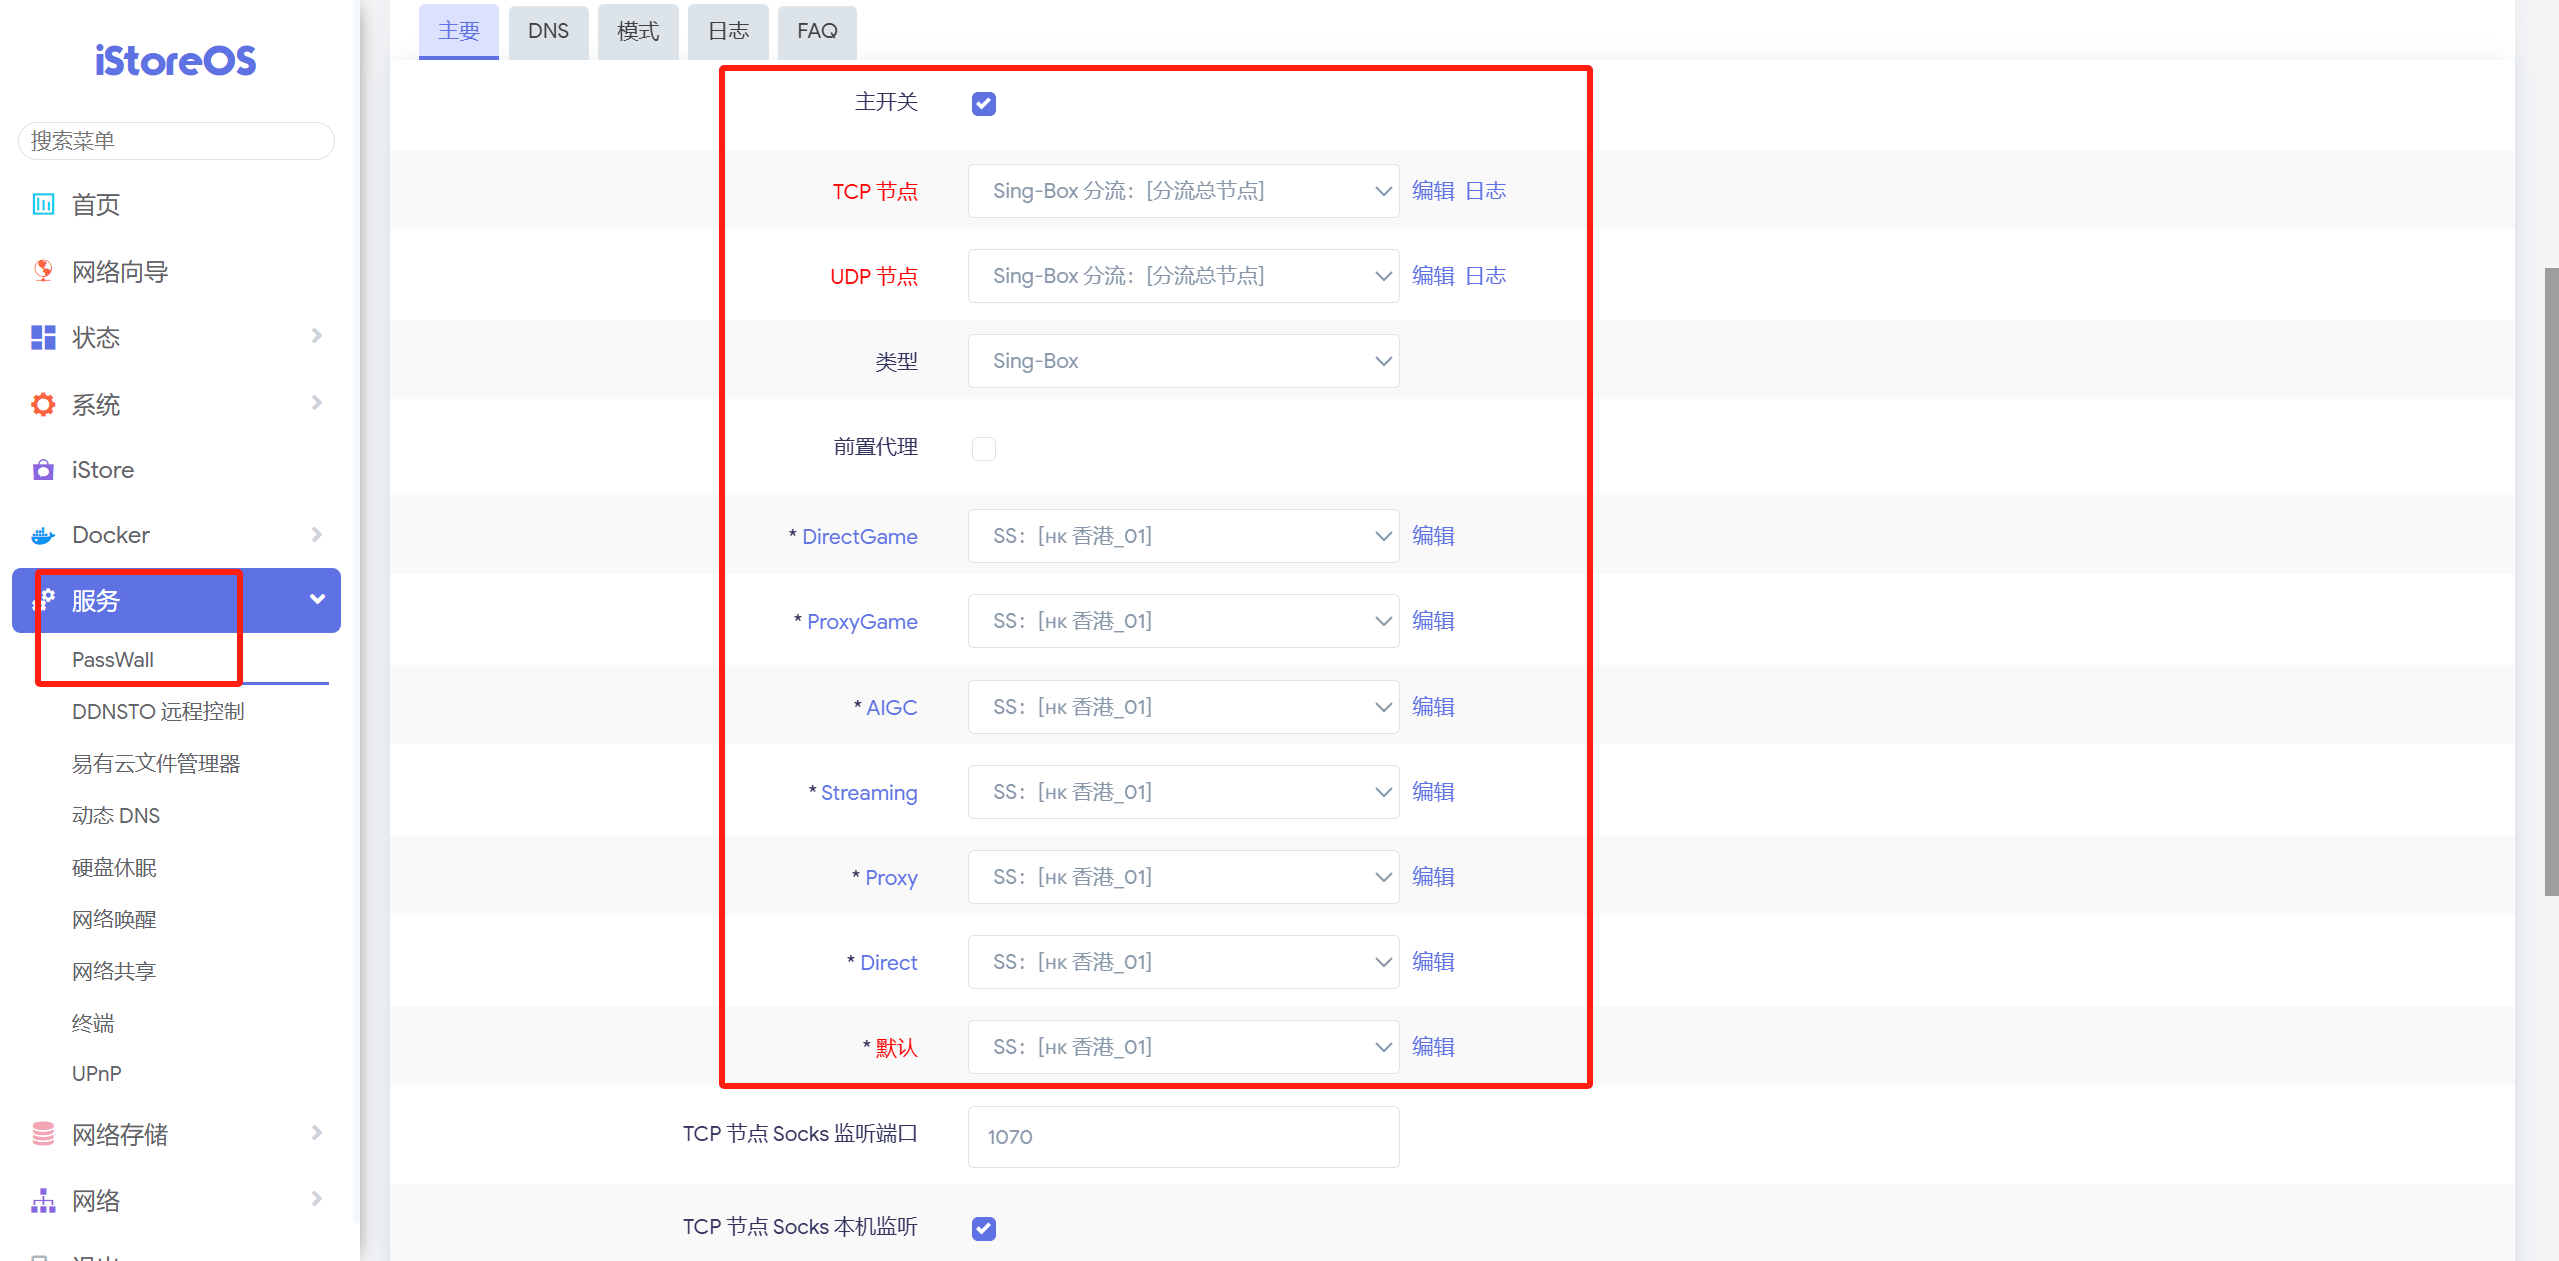 iStoreOS
搜索菜单
首页
网络向导
状态
系统
iStore
Docker
服务
PassWall
DDNSTO 远程控制
易有云文件管理器
动态 DNS
硬盘休眠
网络唤醒
网络共享
终端
UPnP
网络存储
网络
主要 DNS 模式 日志 FAQ
主开关
TCP 节点 Sing-Box 分流：[分流总节点] 编辑 日志
UDP 节点 Sing-Box 分流：[分流总节点] 编辑 日志
类型 Sing-Box
前置代理
* DirectGame SS：[ʜᴋ 香港_01] 编辑
* ProxyGame SS：[ʜᴋ 香港_01] 编辑
* AIGC SS：[ʜᴋ 香港_01] 编辑
* Streaming SS：[ʜᴋ 香港_01] 编辑
* Proxy SS：[ʜᴋ 香港_01] 编辑
* Direct SS：[ʜᴋ 香港_01] 编辑
* 默认 SS：[ʜᴋ 香港_01] 编辑
TCP 节点 Socks 监听端口 1070
TCP 节点 Socks 本机监听